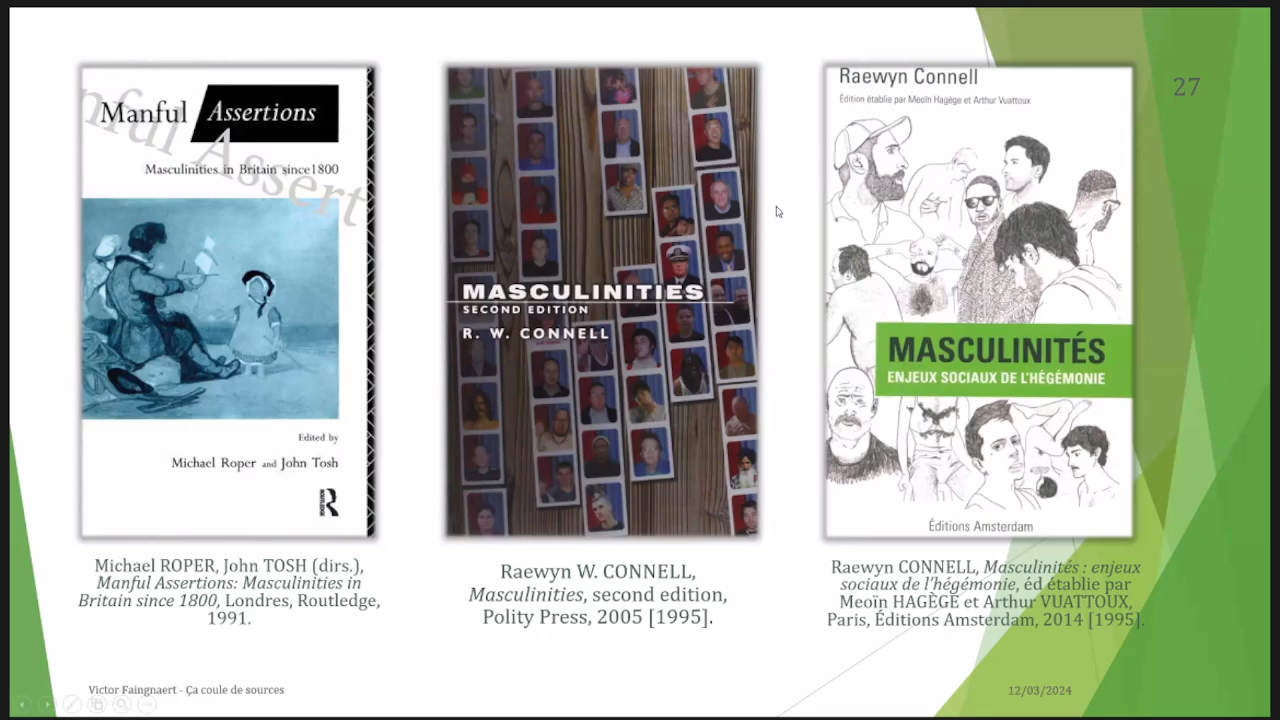 27
Manful Assertions
Masculinities in Britain since1800
Edited by
Michael Roper and John Tosh
R
Michael ROPER, John TOSH (dirs.),
Manful Assertions: Masculinities in
Britain since 1800, Londres, Routledge,
1991.
MASCULINITIES
SECOND EDITION
R. W. CONNELL
Raewyn W. CONNELL,
Masculinities, second edition,
Polity Press, 2005 [1995].
Raewyn Connell
Édition établie par Meoïn Hagège et Arthur Vuattoux
MASCULINITÉS
ENJEUX SOCIAUX DE L'HÉGÉMONIE
Éditions Amsterdam
Raewyn CONNELL, Masculinités : enjeux
sociaux de l'hégémonie, éd établie par
Meoïn HAGÈGE et Arthur VUATTOUX,
Paris, Éditions Amsterdam, 2014 [1995].
Victor Faingnaert - Ça coule de sources
12/03/2024